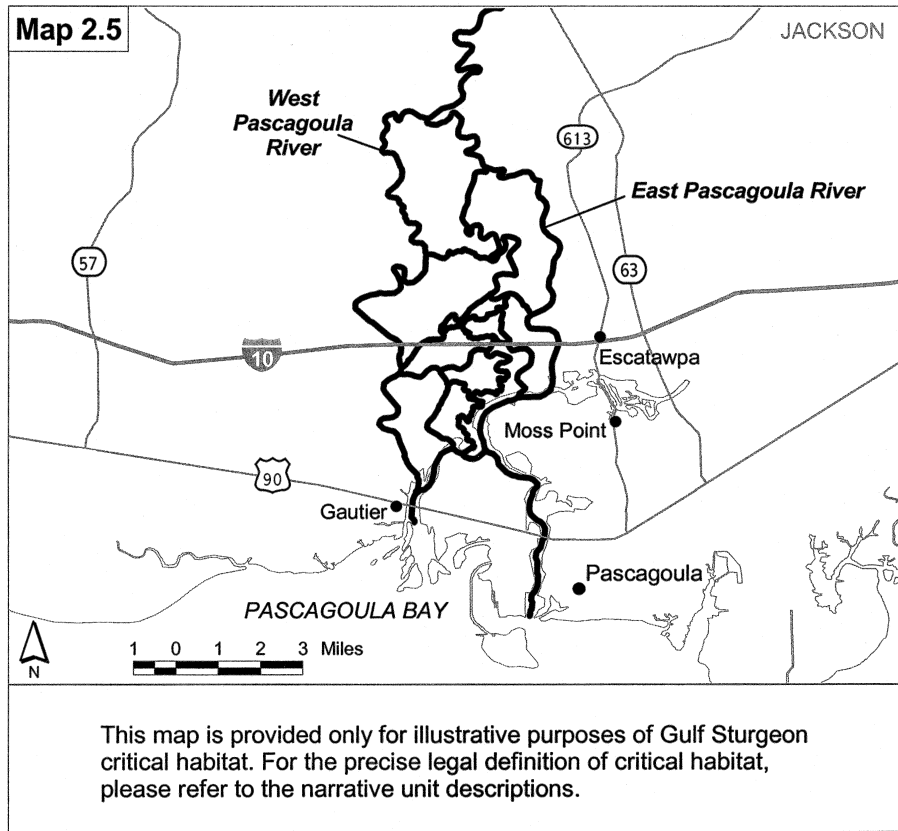 Map 2.5
JACKSON
West
Pascagoula
River
613
East Pascagoula River
57
63
10
Escatawpa
Moss Point
90
Gautier
Pascagoula
PASCAGOULA BAY
N
1 0 1 2 3 Miles
This map is provided only for illustrative purposes of Gulf Sturgeon
critical habitat. For the precise legal definition of critical habitat,
please refer to the narrative unit descriptions.